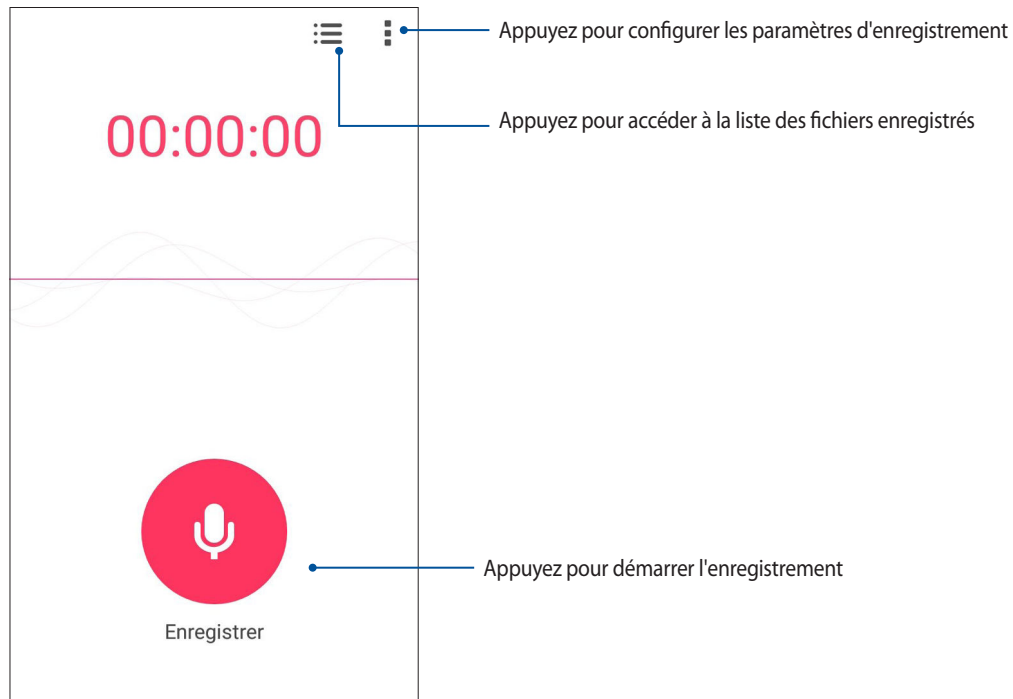 Appuyez pour configurer les paramètres d'enregistrement
Appuyez pour accéder à la liste des fichiers enregistrés
00:00:00
Appuyez pour démarrer l'enregistrement
Enregistrer